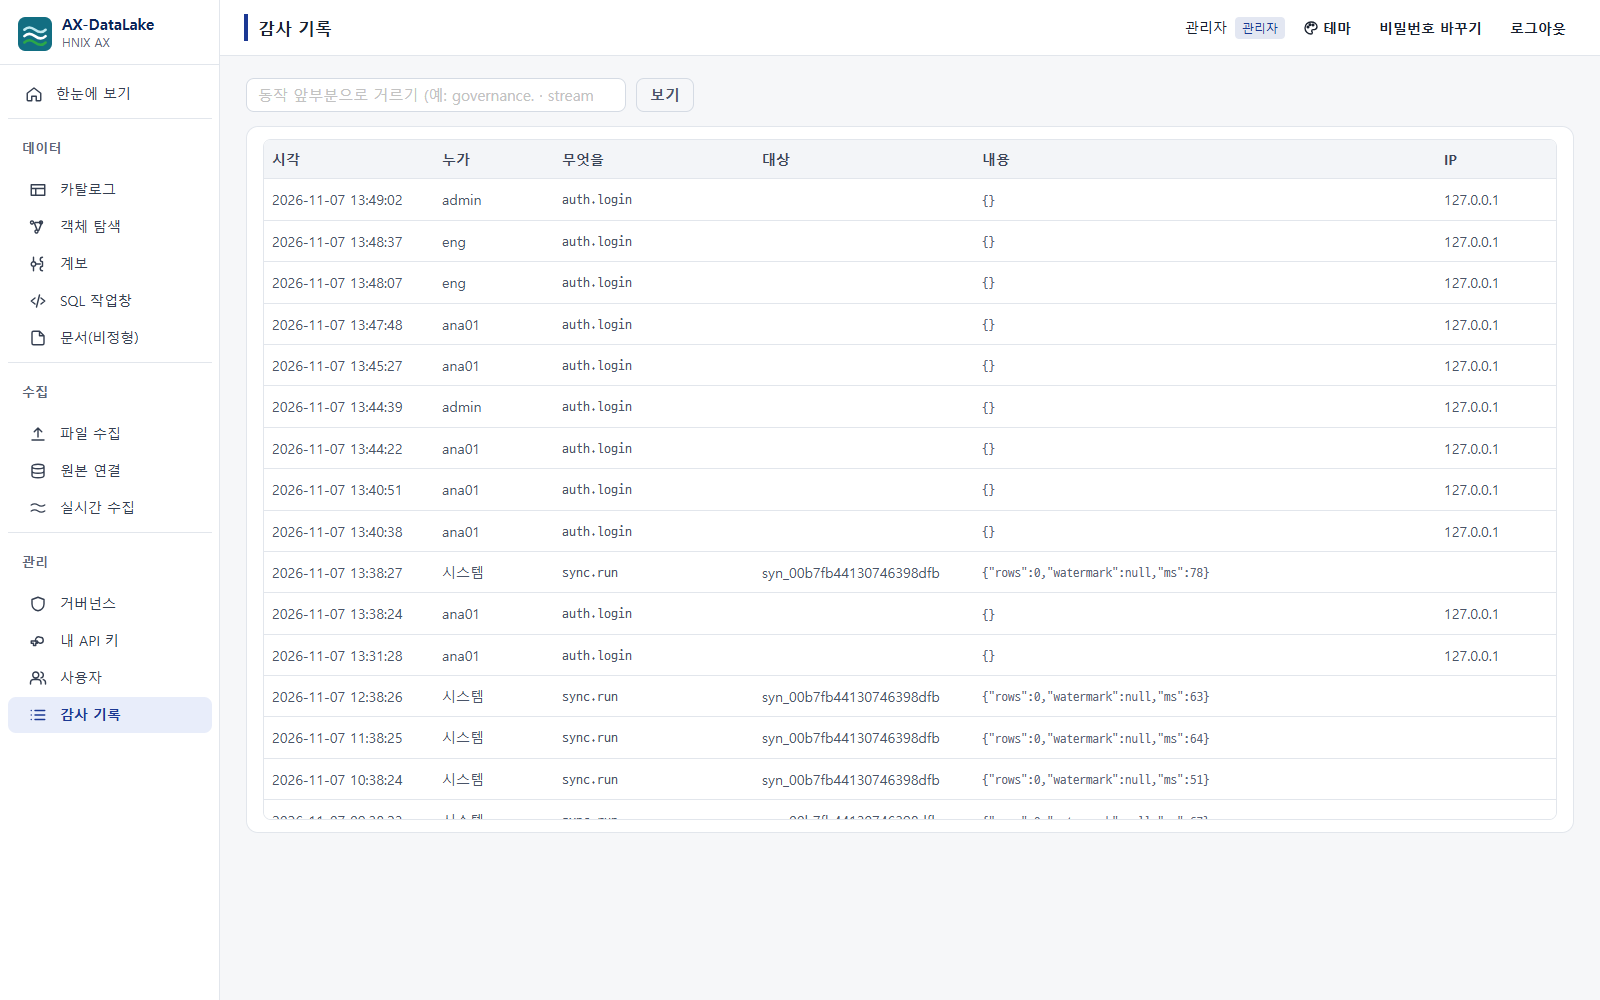 AX-DataLake
HNIX AX
한눈에 보기
데이터
카탈로그
객체 탐색
계보
SQL 작업창
문서(비정형)
수집
파일 수집
원본 연결
실시간 수집
관리
거버넌스
내 API 키
사용자
감사 기록
감사 기록
관리자 관리자 테마 비밀번호 바꾸기 로그아웃
동작 앞부분으로 거르기 (예: governance. · stream 보기
시각 누가 무엇을 대상 내용 IP
2026-11-07 13:49:02 admin auth.login {} 127.0.0.1
2026-11-07 13:48:37 eng auth.login {} 127.0.0.1
2026-11-07 13:48:07 eng auth.login {} 127.0.0.1
2026-11-07 13:47:48 ana01 auth.login {} 127.0.0.1
2026-11-07 13:45:27 ana01 auth.login {} 127.0.0.1
2026-11-07 13:44:39 admin auth.login {} 127.0.0.1
2026-11-07 13:44:22 ana01 auth.login {} 127.0.0.1
2026-11-07 13:40:51 ana01 auth.login {} 127.0.0.1
2026-11-07 13:40:38 ana01 auth.login {} 127.0.0.1
2026-11-07 13:38:27 시스템 sync.run syn_00b7fb44130746398dfb {"rows":0,"watermark":null,"ms":78}
2026-11-07 13:38:24 ana01 auth.login {} 127.0.0.1
2026-11-07 13:31:28 ana01 auth.login {} 127.0.0.1
2026-11-07 12:38:26 시스템 sync.run syn_00b7fb44130746398dfb {"rows":0,"watermark":null,"ms":63}
2026-11-07 11:38:25 시스템 sync.run syn_00b7fb44130746398dfb {"rows":0,"watermark":null,"ms":64}
2026-11-07 10:38:24 시스템 sync.run syn_00b7fb44130746398dfb {"rows":0,"watermark":null,"ms":51}